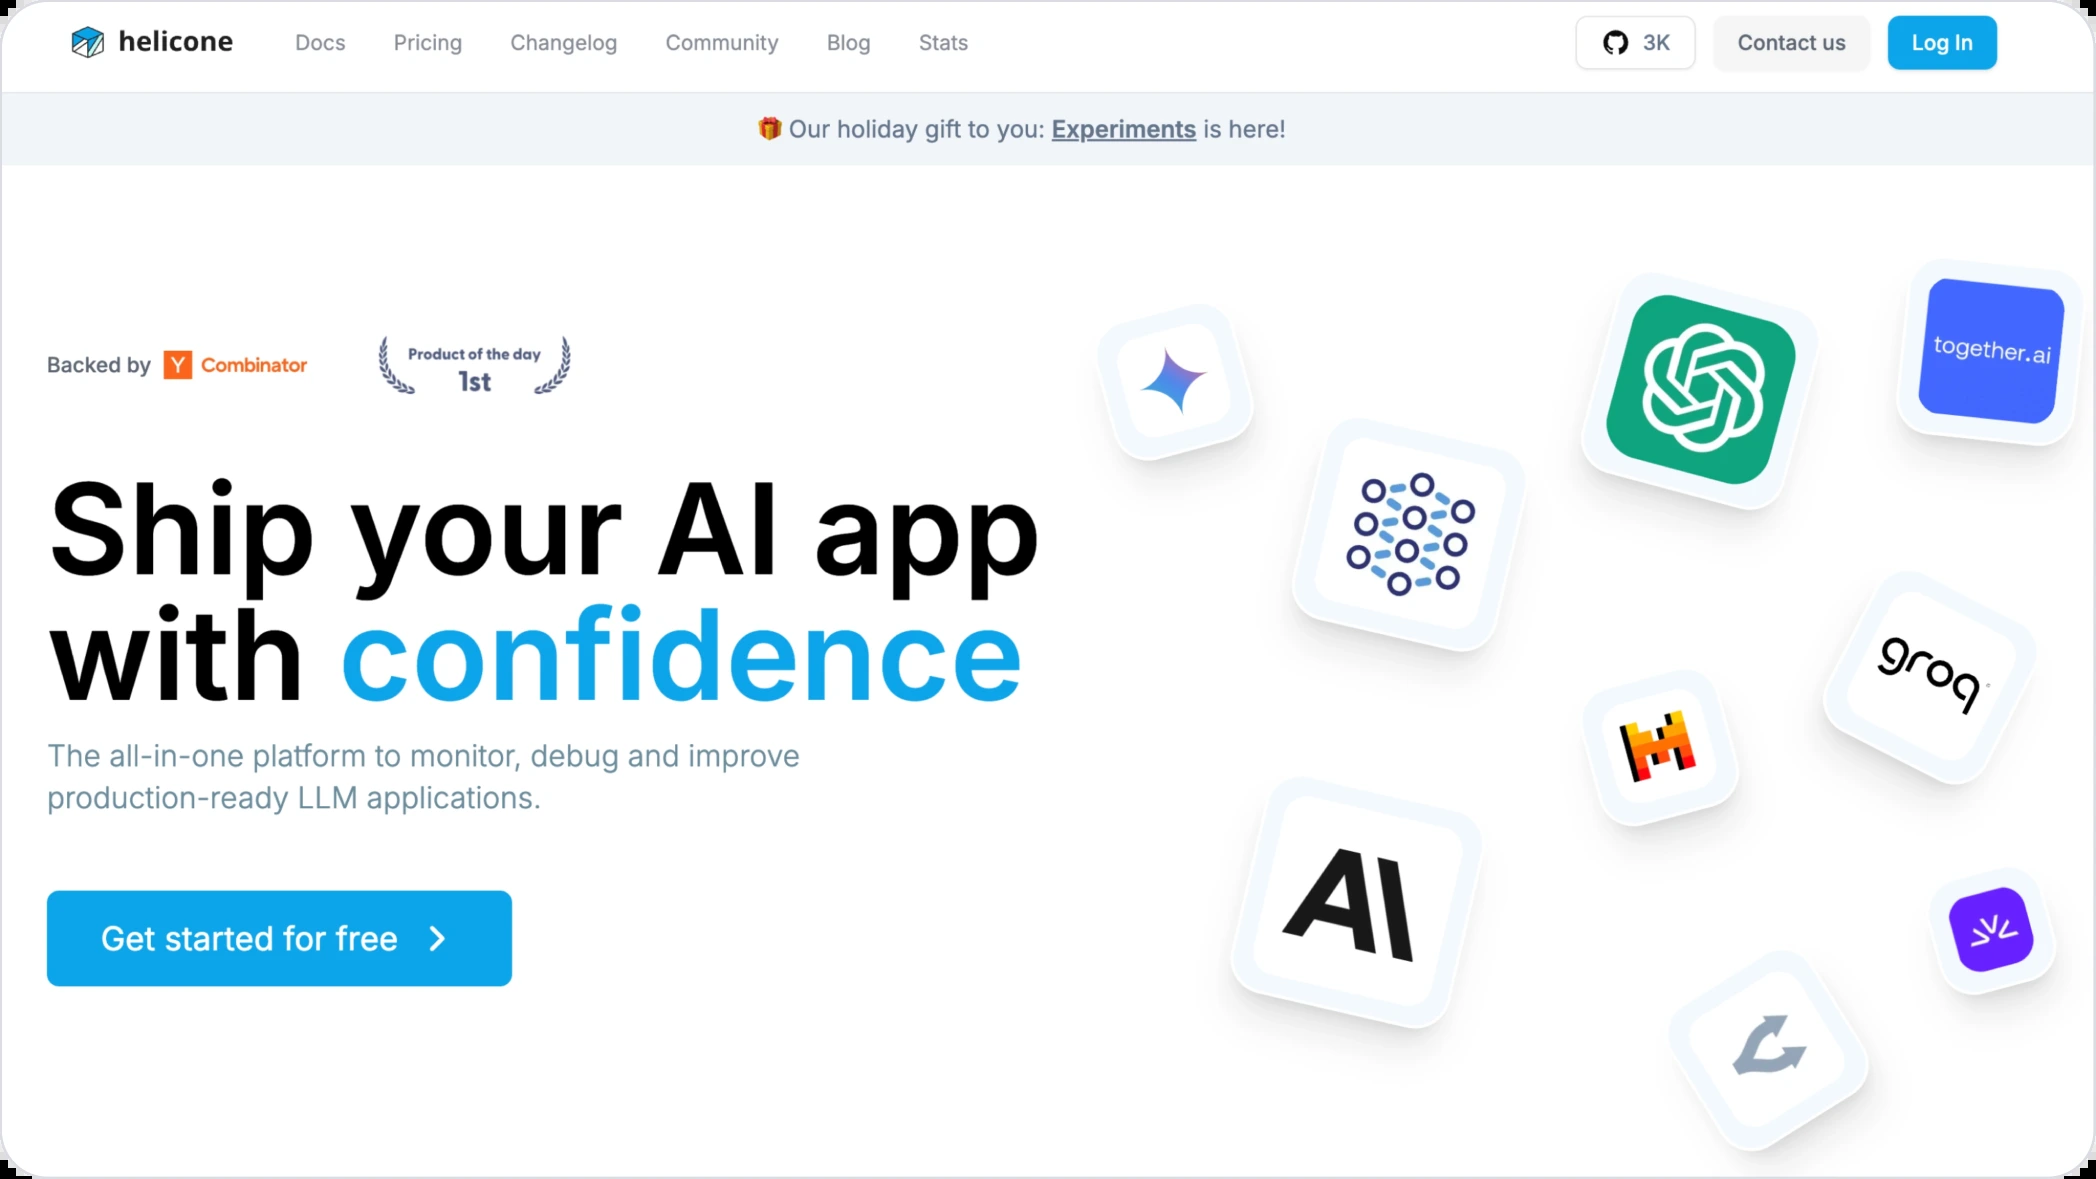 helicone
Docs
Pricing
Changelog
Community
Blog
Stats
3K
Contact us
Log In
🎁 Our holiday gift to you: Experiments is here!
Backed by Y Combinator
Product of the day
1st
Ship your AI app
with confidence
The all-in-one platform to monitor, debug and improve
production-ready LLM applications.
Get started for free
together.ai
groq
AI